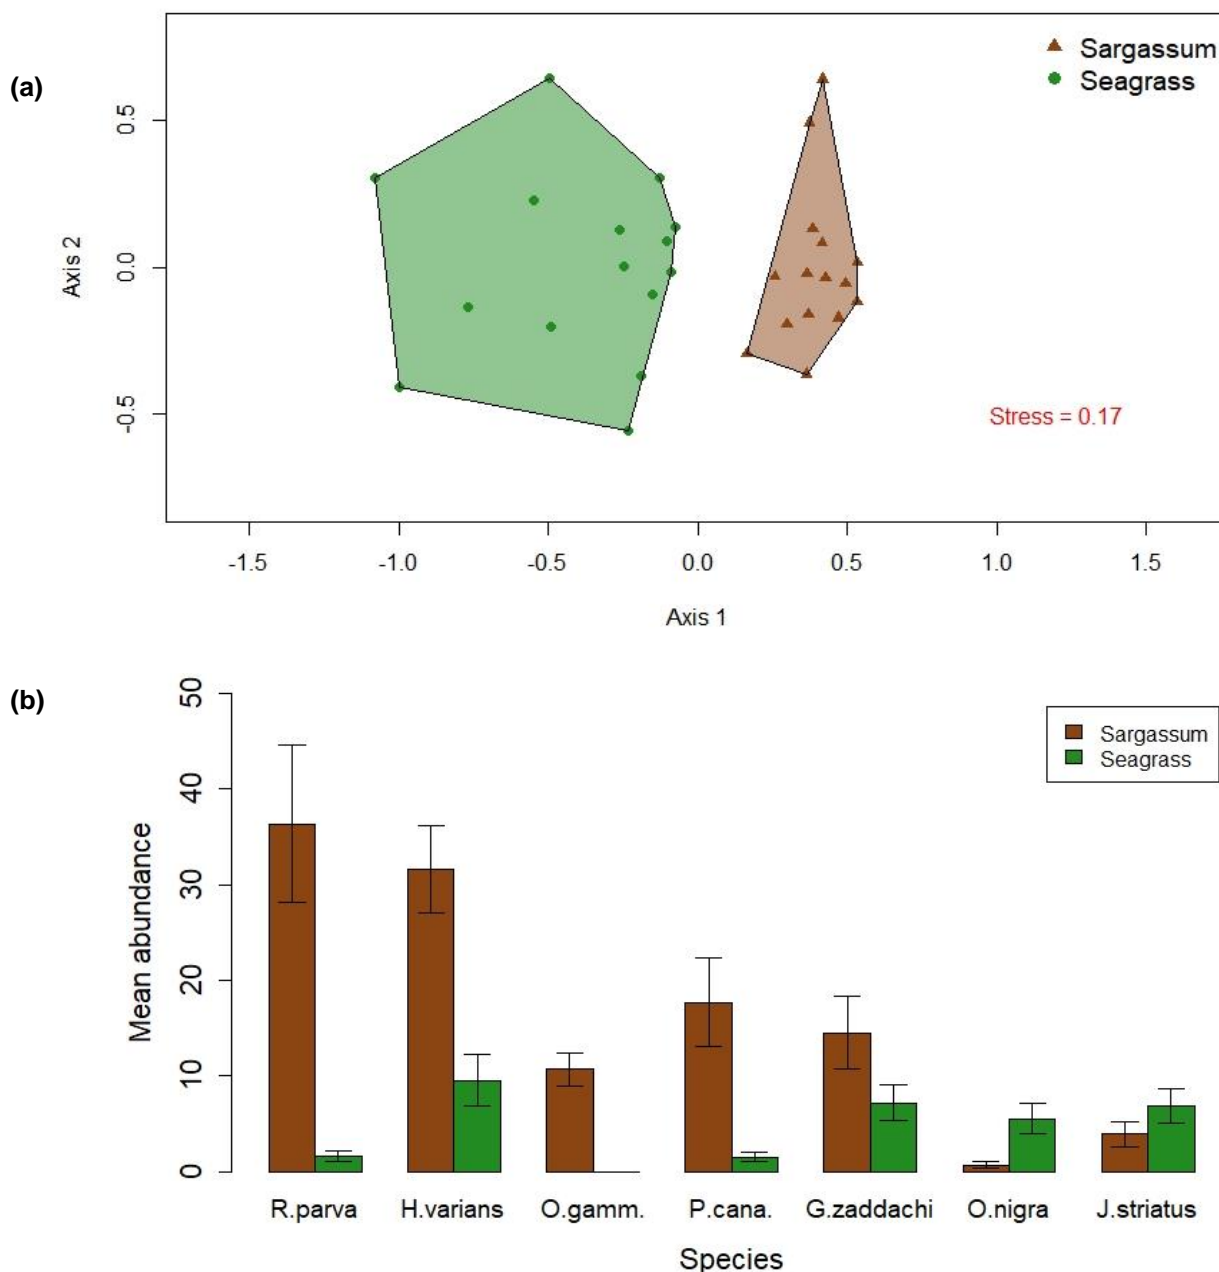 (a)
Sargassum
Seagrass
0.5
0.0
-0.5
Axis 2
Stress = 0.17
-1.5 -1.0 -0.5 0.0 0.5 1.0 1.5
Axis 1
(b)
Sargassum
Seagrass
50
40
30
20
10
0
Mean abundance
R.parva H.varians O.gamm. P.cana. G.zaddachi O.nigra J.striatus
Species